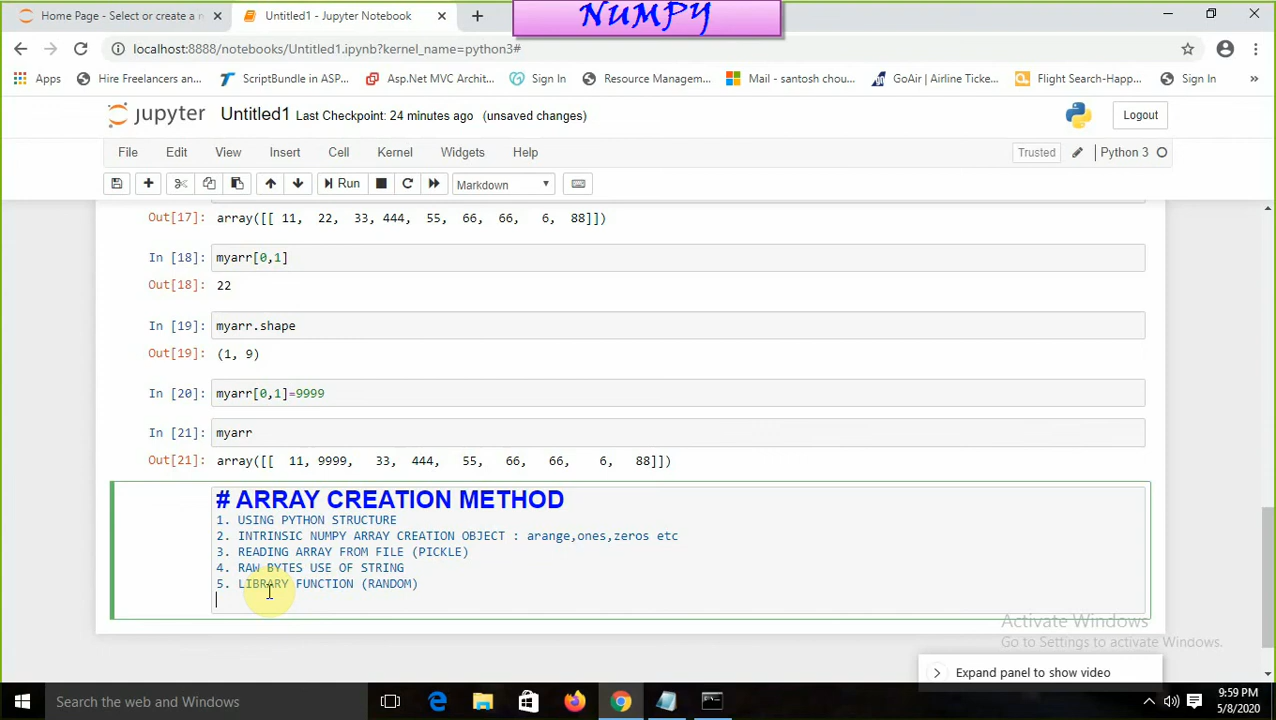 Home Page - Select or create a n
Untitled1 - Jupyter Notebook
NUMPY
localhost:8888/notebooks/Untitled1.ipynb?kernel_name=python3#
Apps
Hire Freelancers an...
ScriptBundle in ASP...
Asp.Net MVC Archit...
Sign In
Resource Managem...
Mail - santosh chou...
GoAir | Airline Ticke...
Flight Search-Happ...
Sign In
»
jupyter Untitled1 Last Checkpoint: 24 minutes ago (unsaved changes)
Logout
File Edit View Insert Cell Kernel Widgets Help
Trusted
Python 3
Run
Markdown
Out[17]: array([[ 11, 22, 33, 444, 55, 66, 66, 6, 88]])
In [18]: myarr[0,1]
Out[18]: 22
In [19]: myarr.shape
Out[19]: (1, 9)
In [20]: myarr[0,1]=9999
In [21]: myarr
Out[21]: array([[ 11, 9999, 33, 444, 55, 66, 66, 6, 88]])
# ARRAY CREATION METHOD
1. USING PYTHON STRUCTURE
2. INTRINSIC NUMPY ARRAY CREATION OBJECT : arange,ones,zeros etc
3. READING ARRAY FROM FILE (PICKLE)
4. RAW BYTES USE OF STRING
5. LIBRARY FUNCTION (RANDOM)
Activate Windows
Go to Settings to activate Windows.
Expand panel to show video
Search the web and Windows
9:59 PM
5/8/2020